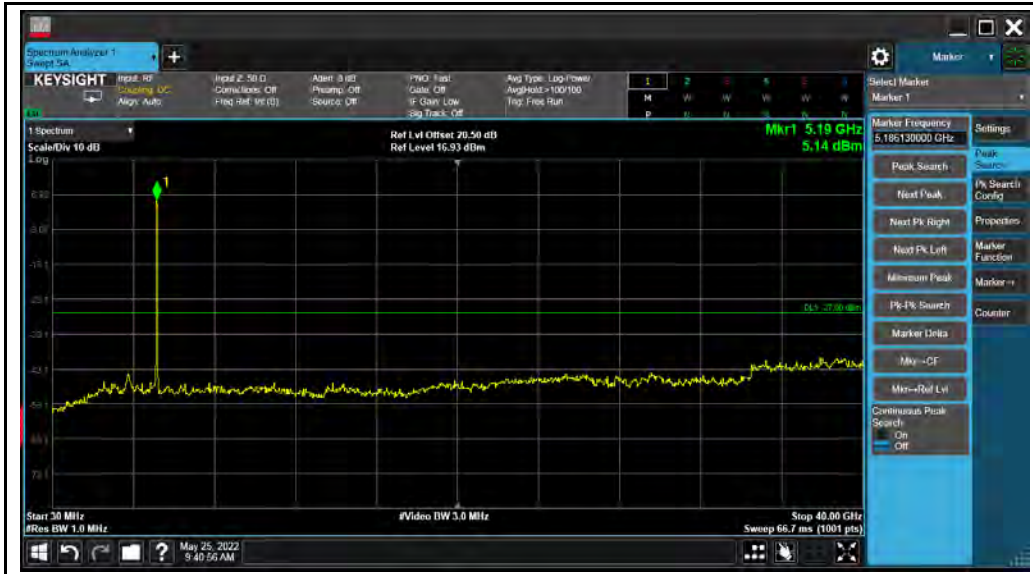 Spectrum Analyzer 1
Swept SA
+
Marker
KEYSIGHT
Input: RF
Coupling: DC
Align: Auto
Input Z: 50 Ω
Corrections: Off
Freq Ref: Int (S)
Preamp: Off
Source: Off
PNO: Fast
Gate: Off
IF Gain: Low
Sig Track: Off
Avg Type: Log-Power
Avg|Hold:>100/100
Trig: Free Run
1 2
M W W W W W
P N N
Select Marker
Marker 1
1 Spectrum
Scale/Div 10 dB
Log
Ref Lvl Offset 20.50 dB
Ref Level 16.93 dBm
Mkr1 5.19 GHz
5.14 dBm
1
6.93
DL1 -27.00 dBm
Start 30 MHz
#Res BW 1.0 MHz
#Video BW 3.0 MHz
Stop 40.00 GHz
Sweep 66.7 ms (1001 pts)
Marker Frequency
5.186130000 GHz
Peak Search
Next Peak
Next Pk Right
Next Pk Left
Minimum Peak
Pk-Pk Search
Marker Delta
Mkr→CF
Mkr→Ref Lvl
Continuous Peak
Search
On
Off
Settings
Peak
Search
Pk Search
Config
Properties
Marker
Function
Marker→
Counter
?
May 25, 2022
9:40:56 AM